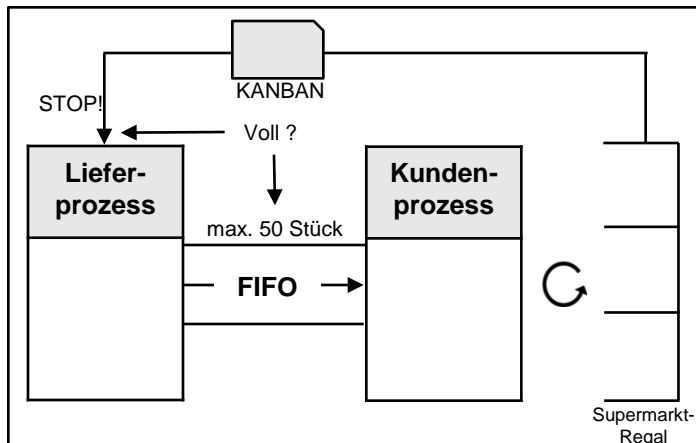 KANBAN
STOP!
Voll ?
Liefer-
prozess
Kunden-
prozess
max. 50 Stück
FIFO
Supermarkt-
Regal